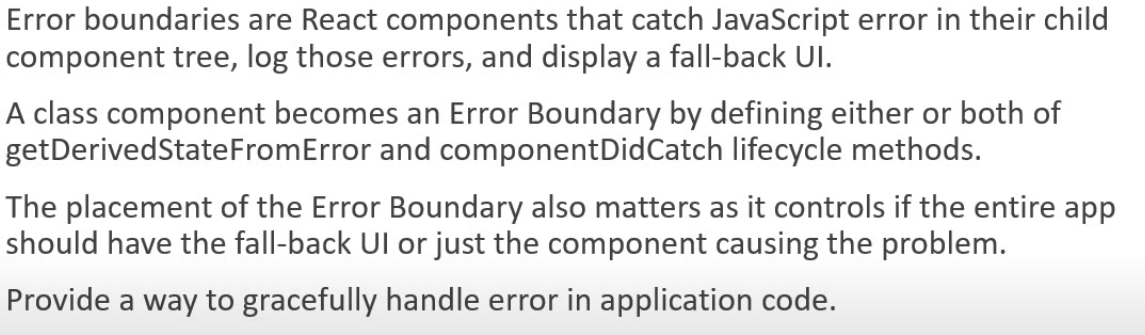 Error boundaries are React components that catch JavaScript error in their child
component tree, log those errors, and display a fall-back UI.
A class component becomes an Error Boundary by defining either or both of
getDerivedStateFromError and componentDidCatch lifecycle methods.
The placement of the Error Boundary also matters as it controls if the entire app
should have the fall-back UI or just the component causing the problem.
Provide a way to gracefully handle error in application code.